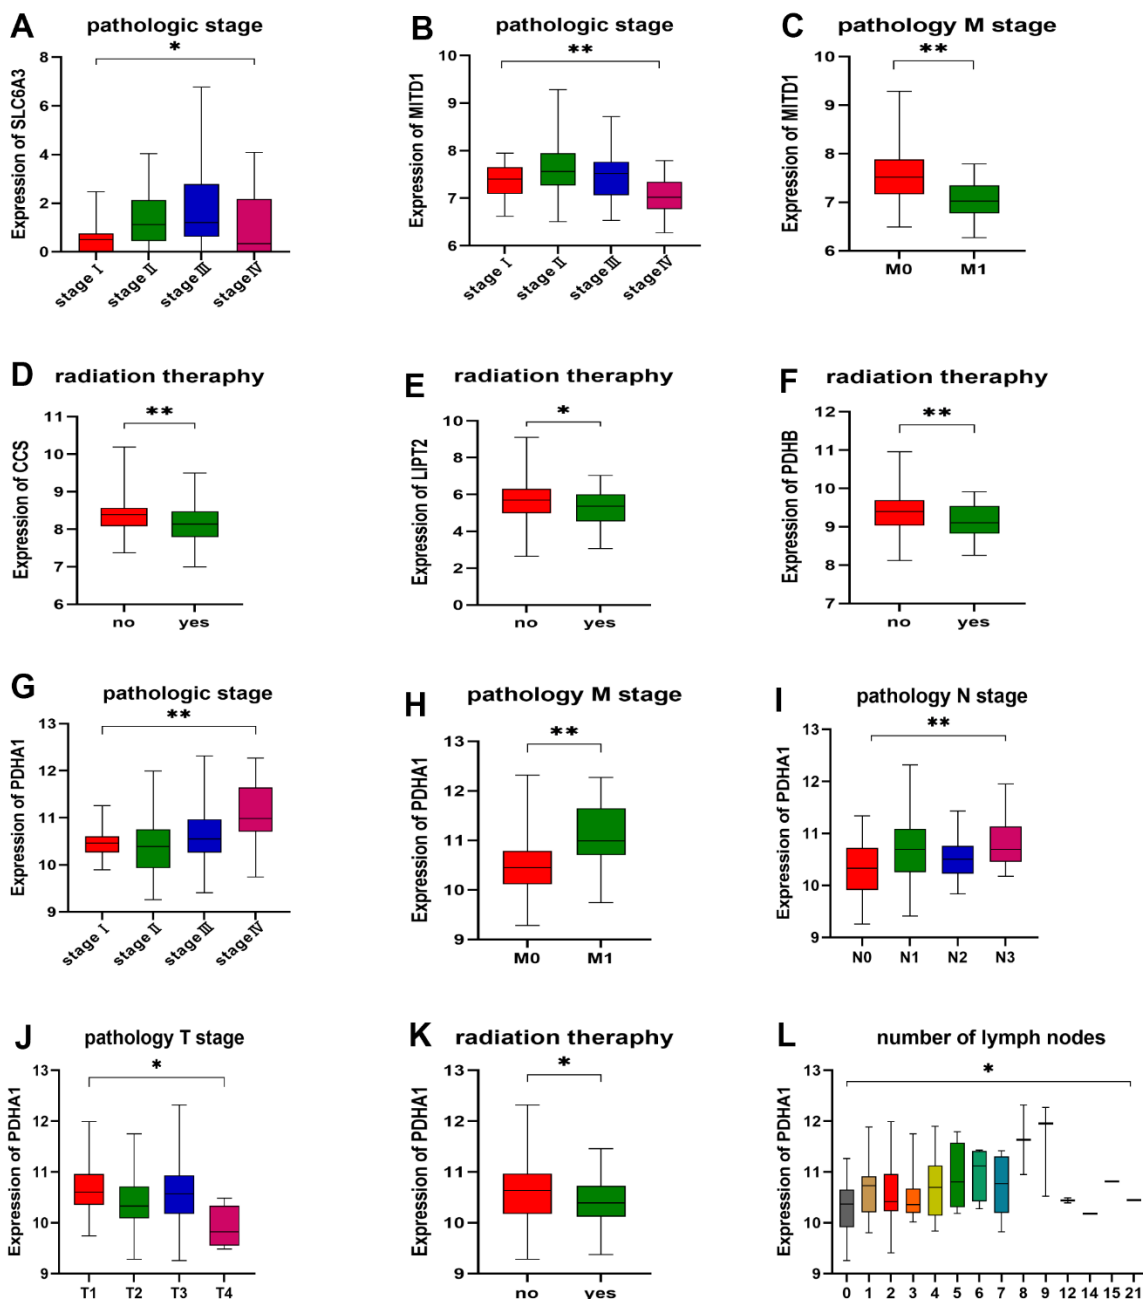 A
pathologic stage
*
Expression of SLC6A3
8
6
4
2
0
stage Ⅰ
stage Ⅱ
stage Ⅲ
stage Ⅳ
B
pathologic stage
**
Expression of MITD1
10
9
8
7
6
stage Ⅰ
stage Ⅱ
stage Ⅲ
stage Ⅳ
C
pathology M stage
**
Expression of MITD1
10
9
8
7
6
M0
M1
D
radiation theraphy
**
Expression of CCS
11
10
9
8
7
6
no
yes
E
radiation theraphy
*
Expression of LIPT2
10
8
6
4
2
0
no
yes
F
radiation theraphy
**
Expression of PDHB
12
11
10
9
8
7
no
yes
G
pathologic stage
**
Expression of PDHA1
13
12
11
10
9
stage Ⅰ
stage Ⅱ
stage Ⅲ
stage Ⅳ
H
pathology M stage
**
Expression of PDHA1
13
12
11
10
9
M0
M1
I
pathology N stage
**
Expression of PDHA1
13
12
11
10
9
N0
N1
N2
N3
J
pathology T stage
*
Expression of PDHA1
13
12
11
10
9
T1
T2
T3
T4
K
radiation theraphy
*
Expression of PDHA1
13
12
11
10
9
no
yes
L
number of lymph nodes
*
Expression of PDHA1
13
12
11
10
9
0 1 2 3 4 5 6 7 8 9 12 14 15 21